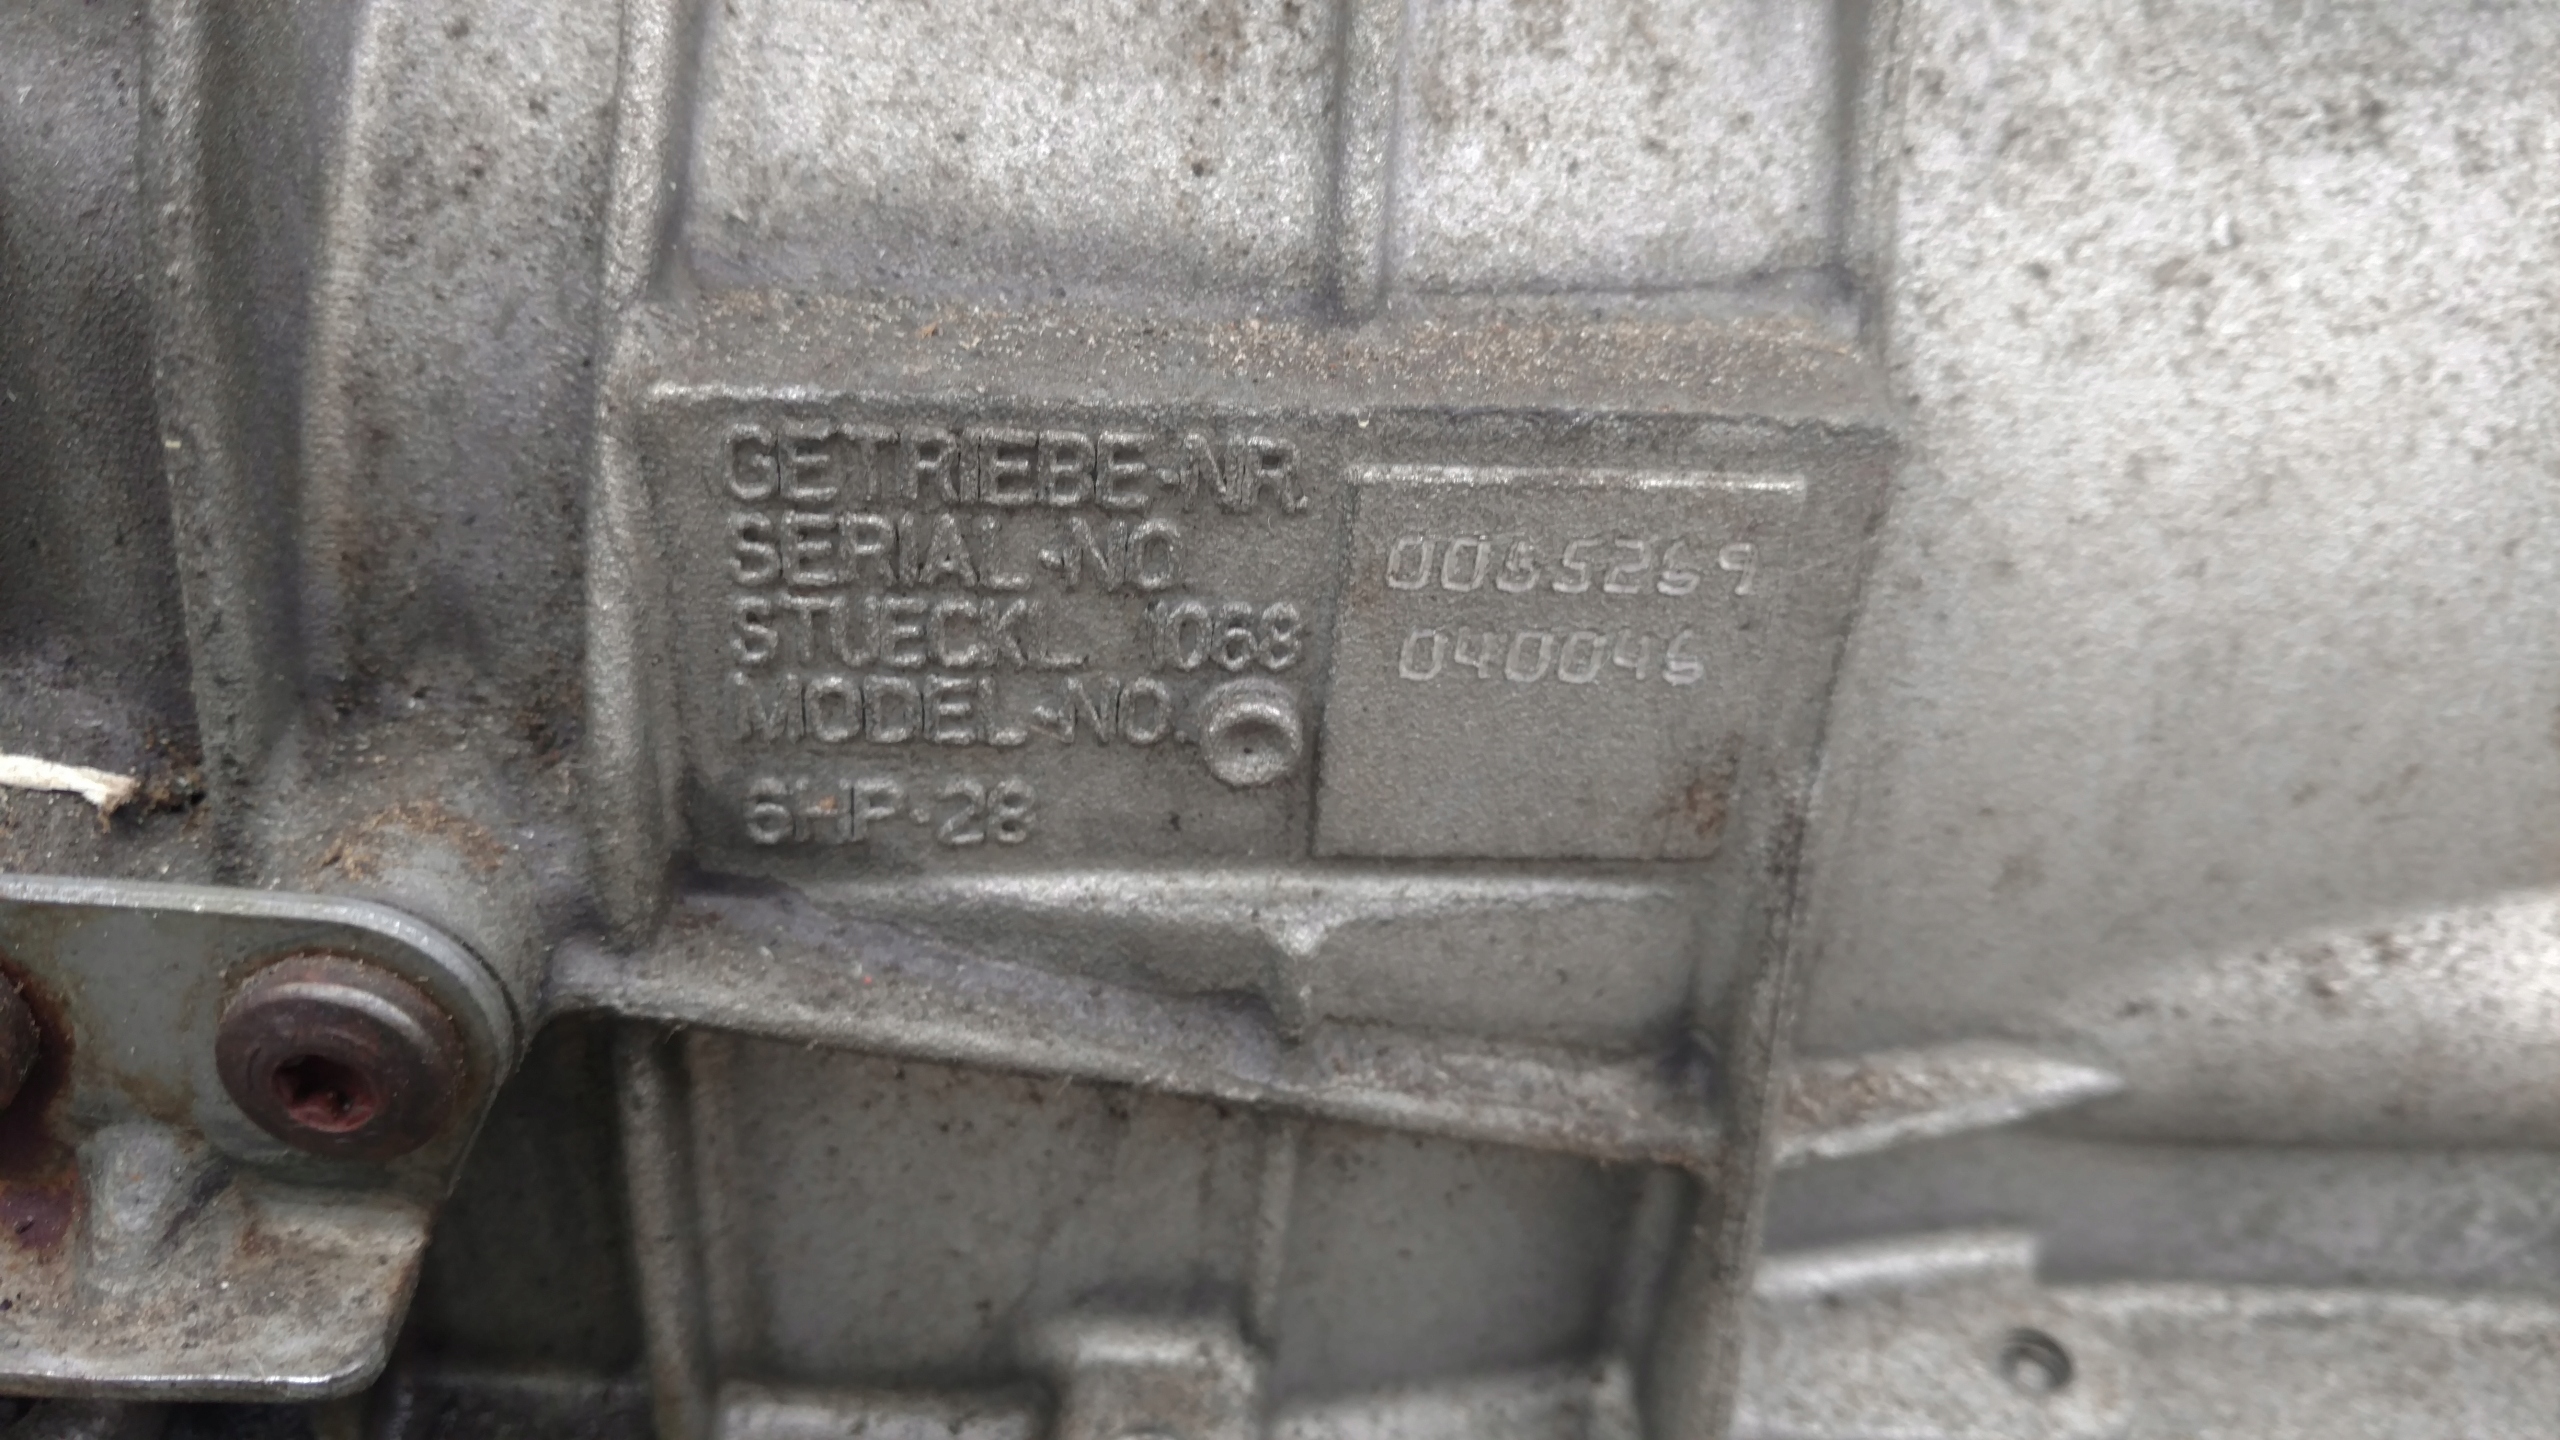 GETRIEBE-NR.
SERIAL-NO.
0065269
STUECKL. 1068
040046
MODEL-NO.
6HP-28